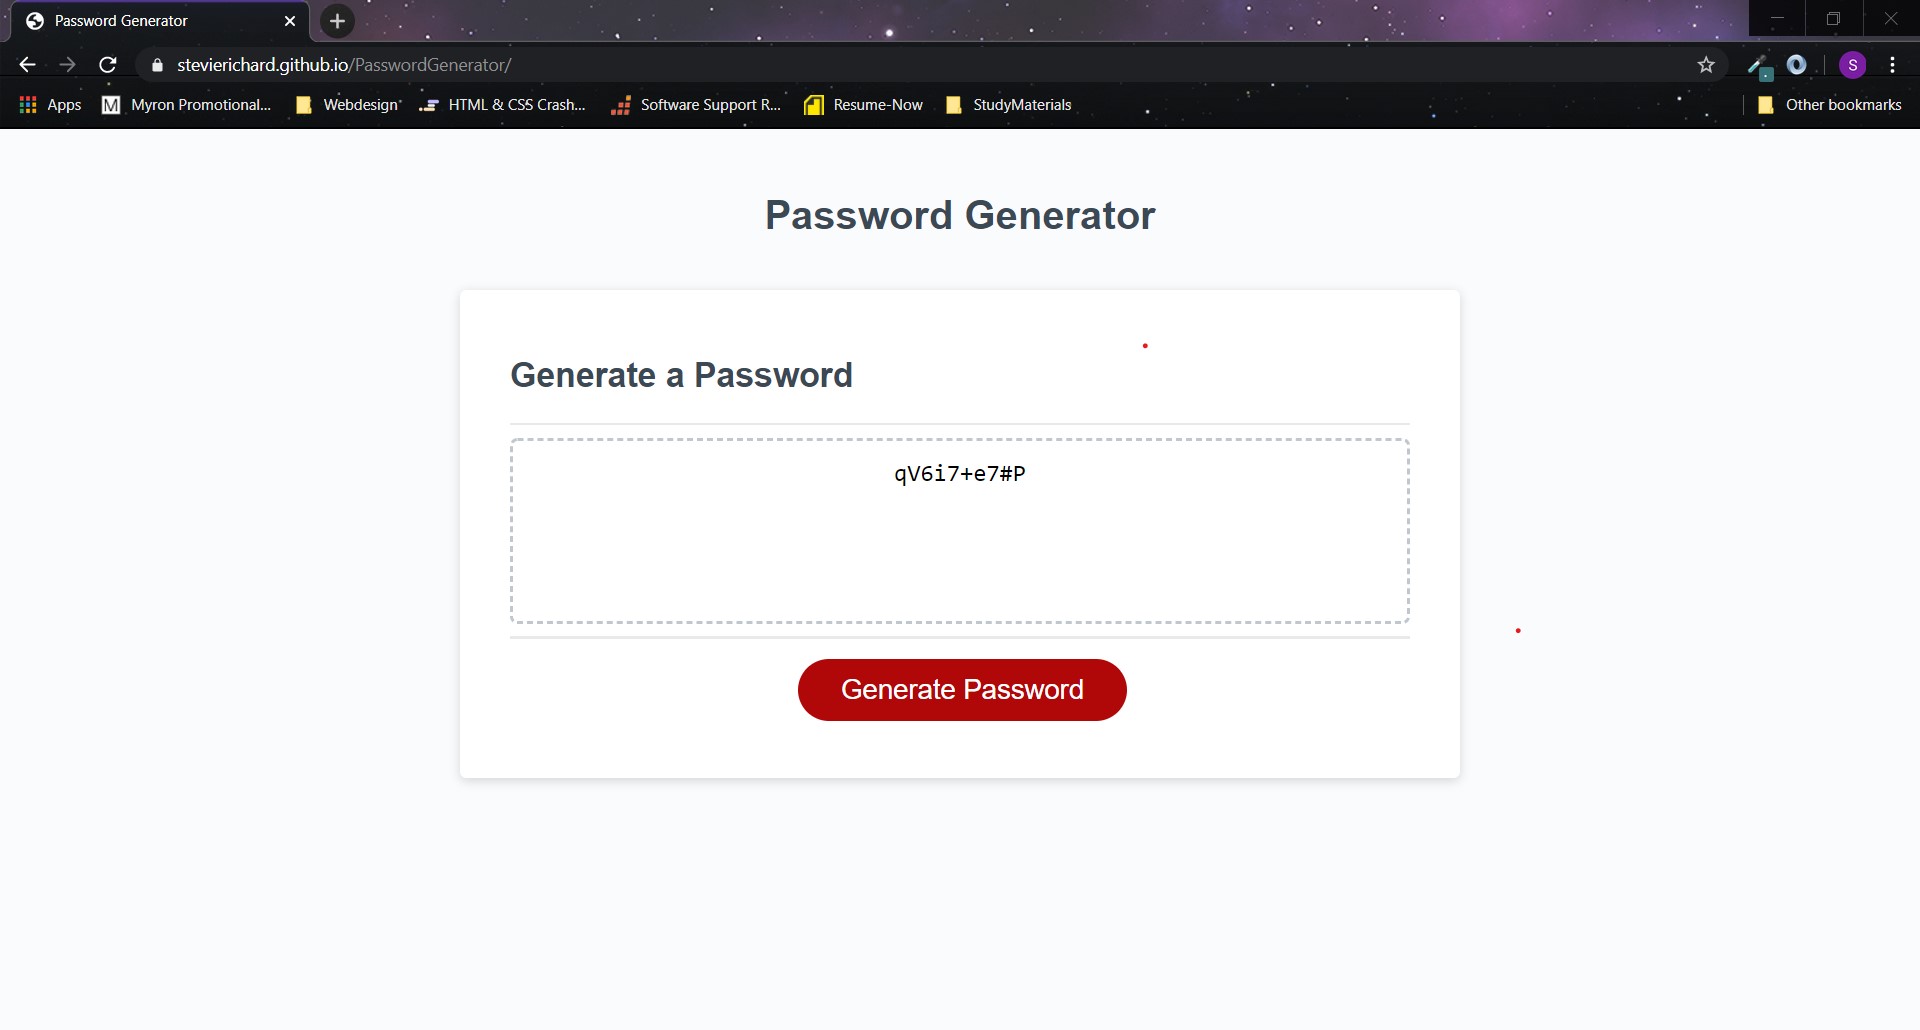 Password Generator
stevierichard.github.io/PasswordGenerator/
S
Apps
M Myron Promotional...
Webdesign
HTML & CSS Crash...
Software Support R...
Resume-Now
StudyMaterials
Other bookmarks
Password Generator
Generate a Password
qV6i7+e7#P
Generate Password